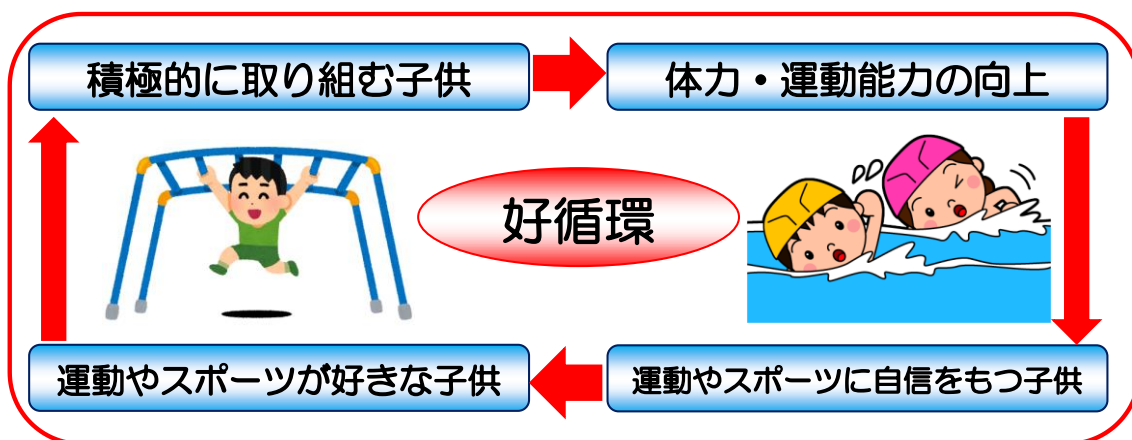 積極的に取り組む子供
体力・運動能力の向上
好循環
運動やスポーツが好きな子供
運動やスポーツに自信をもつ子供